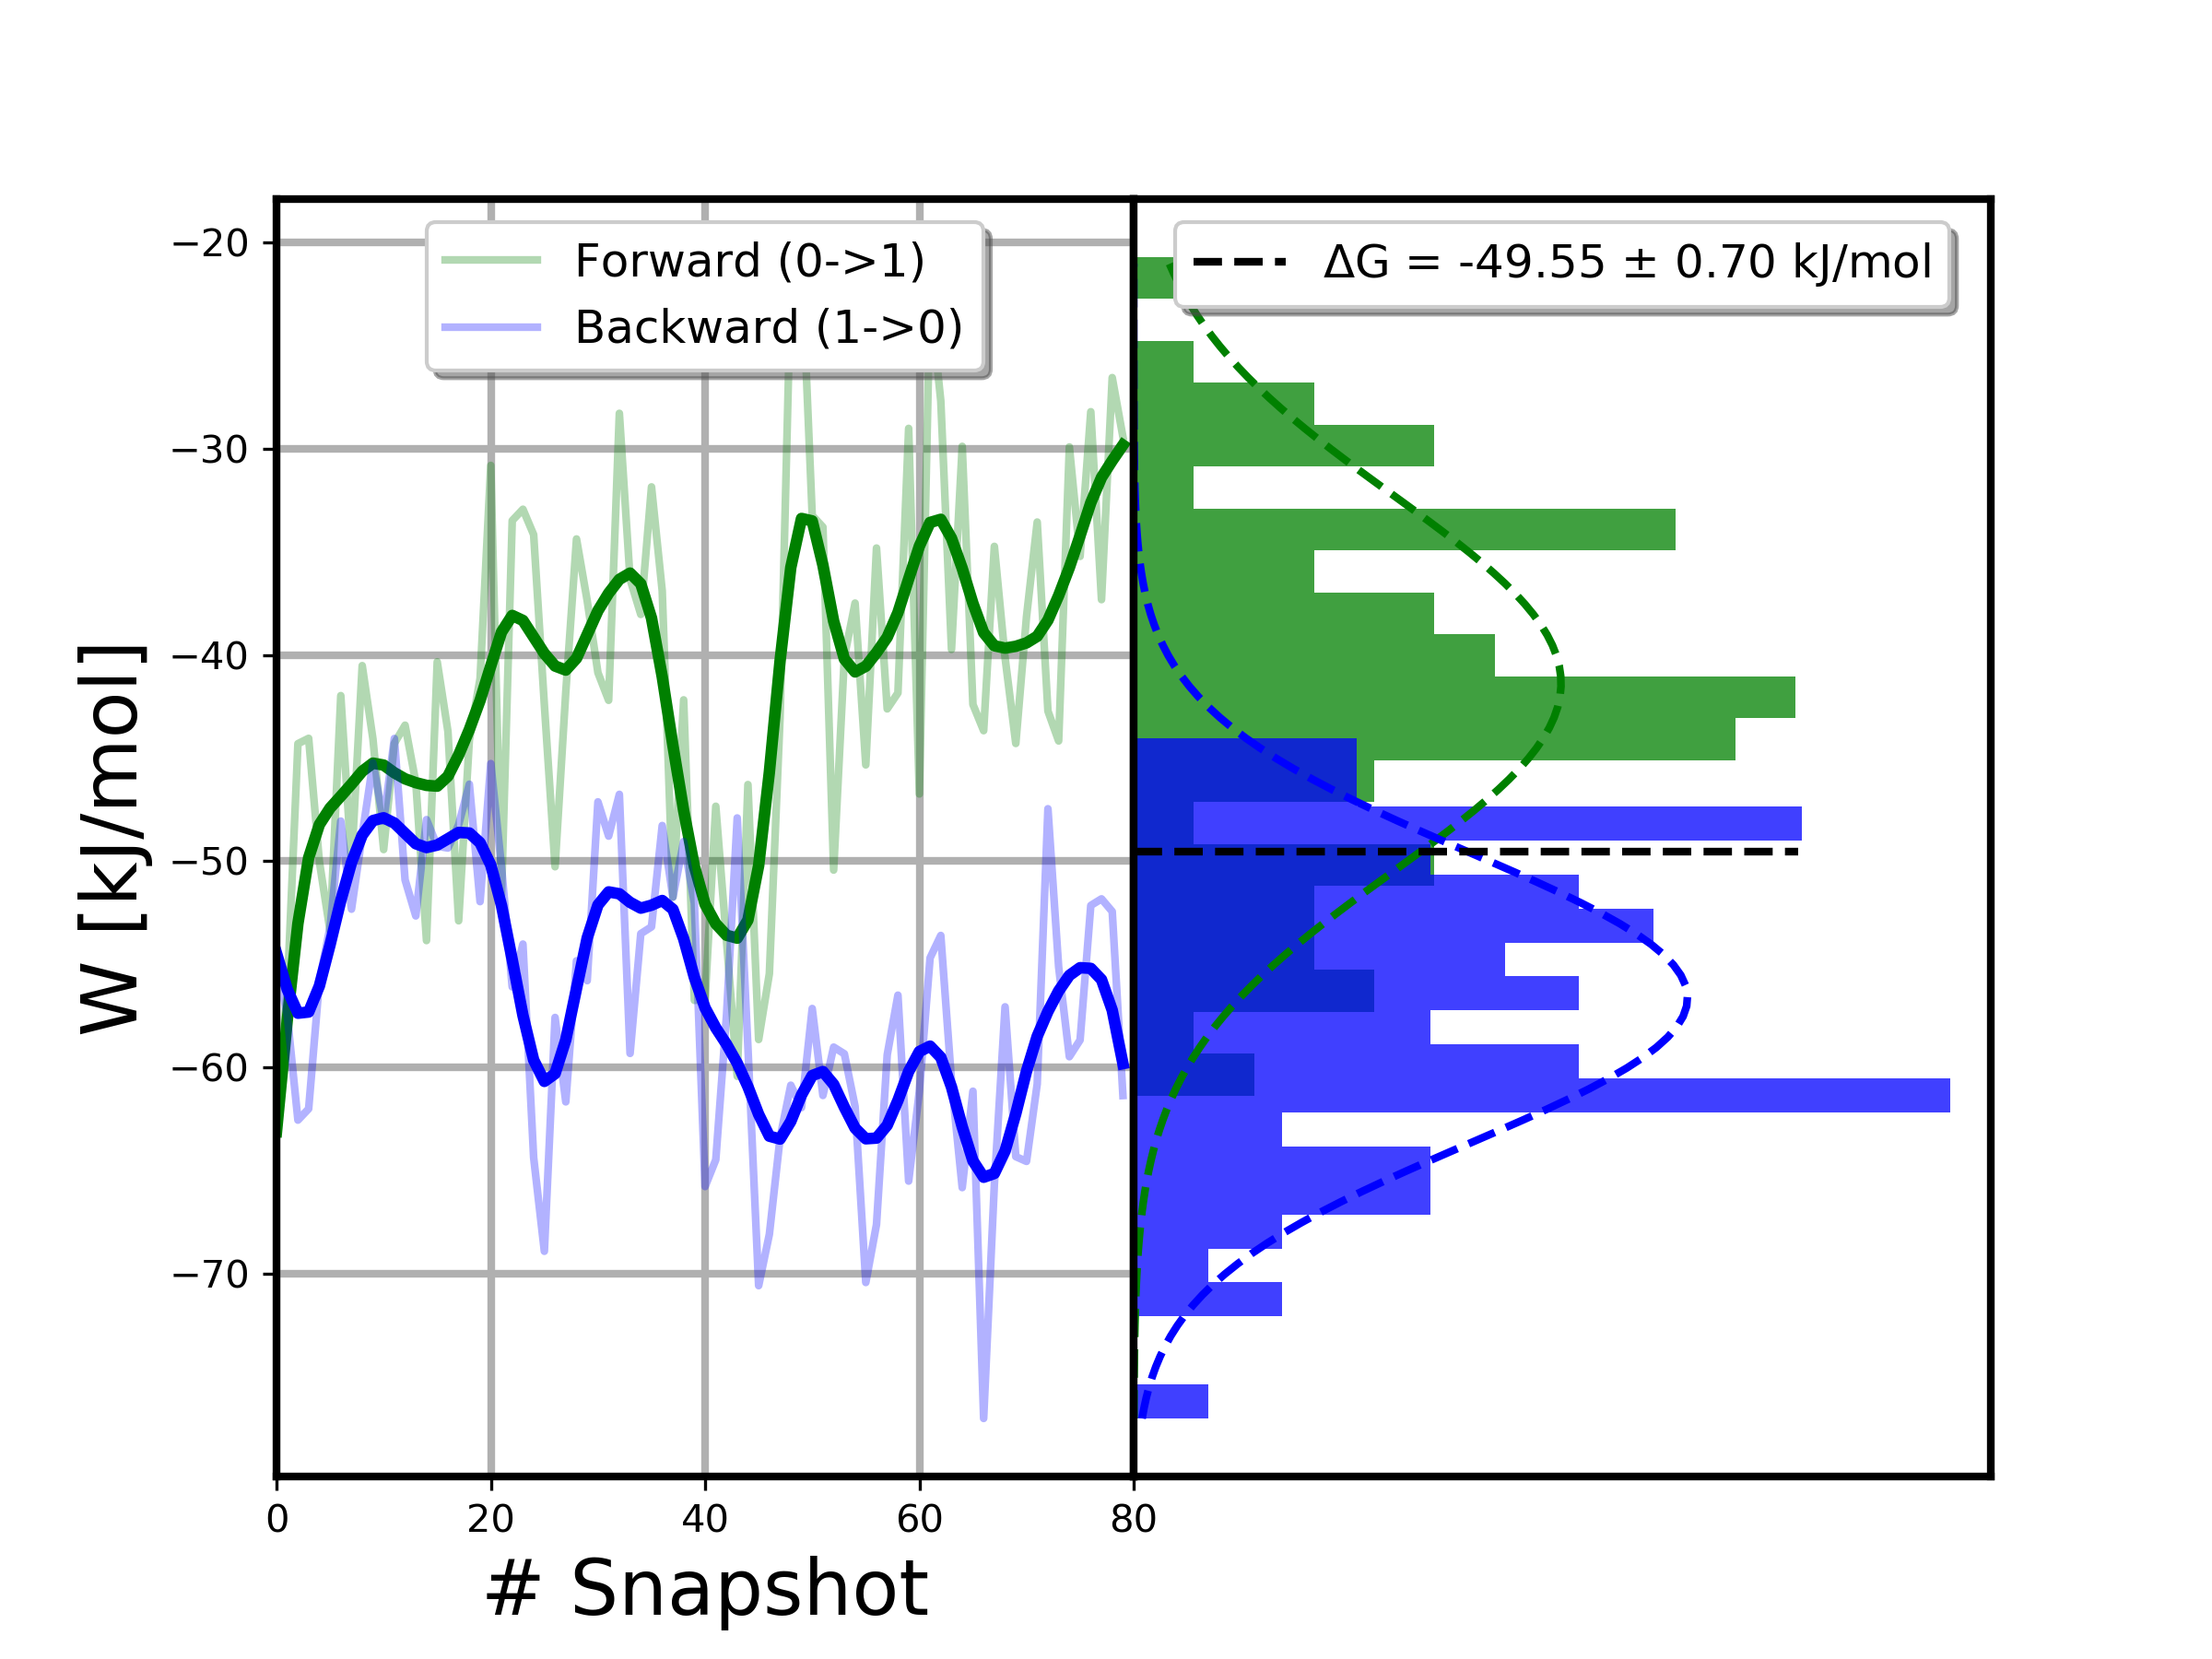 Forward (0->1)
Backward (1->0)
ΔG = -49.55 ± 0.70 kJ/mol
W [kJ/mol]
−20
−30
−40
−50
−60
−70
0 20 40 60 80
# Snapshot